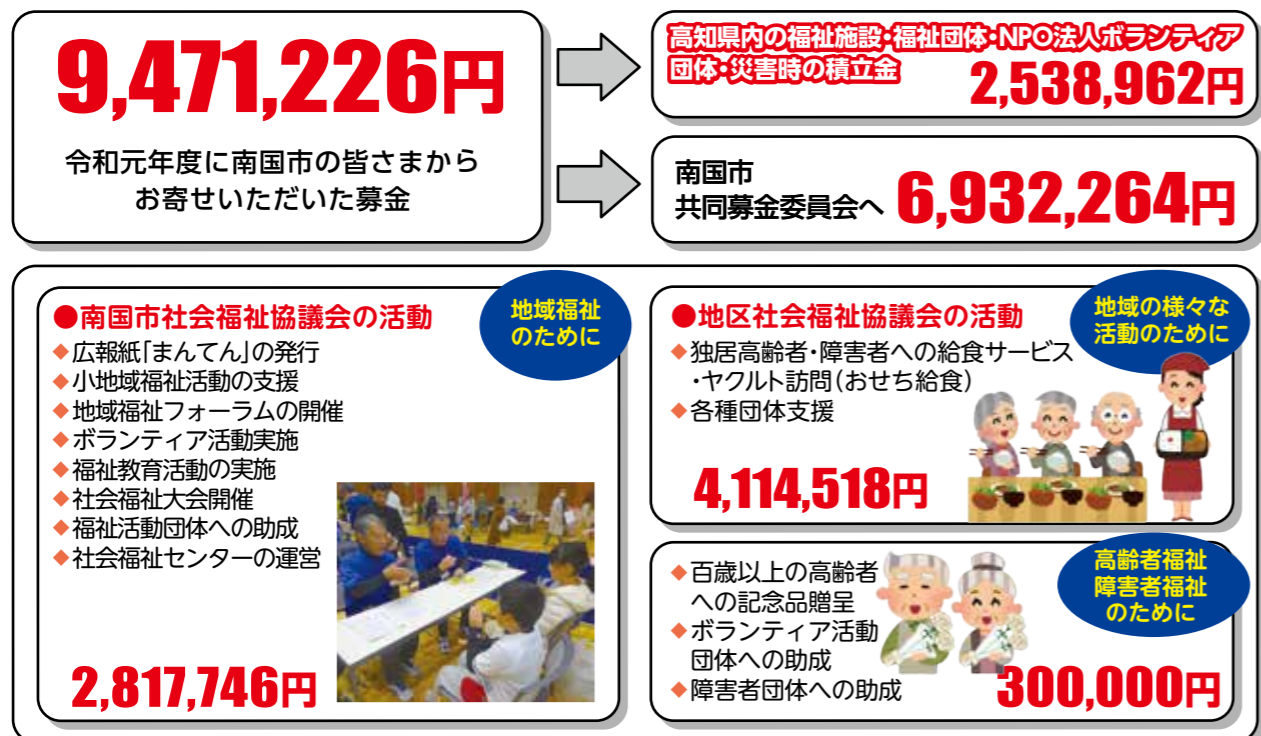 9,471,226円
令和元年度に南国市の皆さまから
お寄せいただいた募金
高知県内の福祉施設・福祉団体・NPO法人ボランティア
団体・災害時の積立金
2,538,962円
南国市
共同募金委員会へ
6,932,264円
●南国市社会福祉協議会の活動
地域福祉
のために
◆広報紙「まんてん」の発行
◆小地域福祉活動の支援
◆地域福祉フォーラムの開催
◆ボランティア活動実施
◆福祉教育活動の実施
◆社会福祉大会開催
◆福祉活動団体への助成
◆社会福祉センターの運営
2,817,746円
●地区社会福祉協議会の活動
地域の様々な
活動のために
◆独居高齢者・障害者への給食サービス
・ヤクルト訪問(おせち給食)
◆各種団体支援
4,114,518円
高齢者福祉
障害者福祉
のために
◆百歳以上の高齢者
への記念品贈呈
◆ボランティア活動
団体への助成
◆障害者団体への助成
300,000円